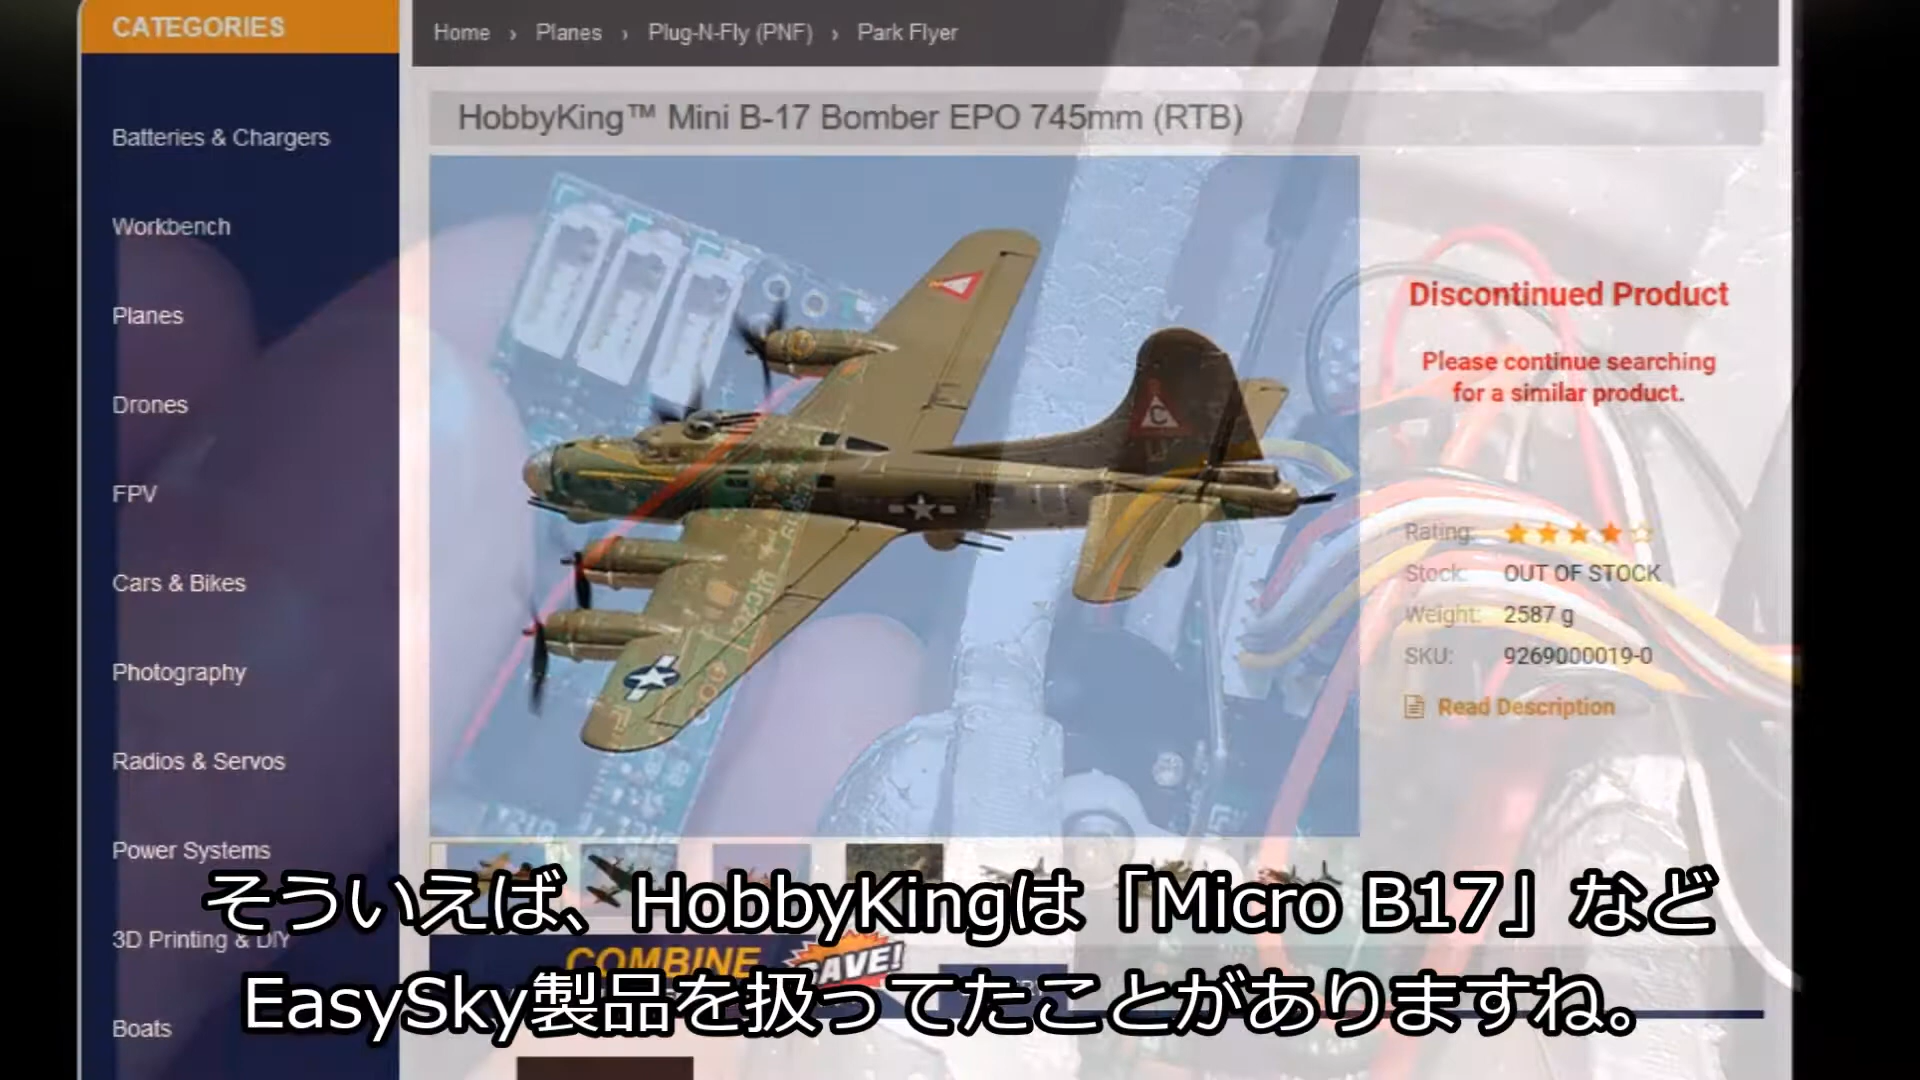 CATEGORIES
Home › Planes › Plug-N-Fly (PNF) › Park Flyer
HobbyKing™ Mini B-17 Bomber EPO 745mm (RTB)
Batteries & Chargers
Workbench
Planes
Drones
FPV
Cars & Bikes
Photography
Radios & Servos
Power Systems
3D Printing & DIY
Boats
C
Discontinued Product
Please continue searching
for a similar product.
Rating:
Stock: OUT OF STOCK
Weight: 2587 g
SKU: 9269000019-0
Read Description
COMBINE SAVE!
そういえば、HobbyKingは「Micro B17」など
EasySky製品を扱ってたことがありますね。